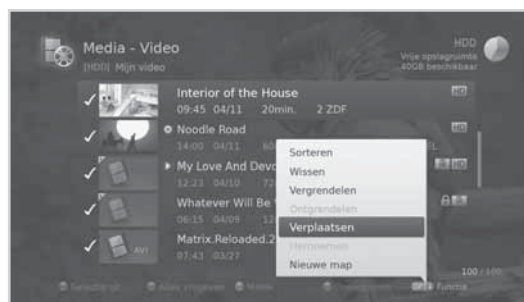 Media - Video
[HDD] Mijn video
HDD
Vrije opslagruimte
40GB beschikbaar
Interior of the House
HD
09:45 04/11 20min. 2 ZDF
Noodle Road
HD
14:00 04/11
My Love And
HD
12:23 04/10
Whatever Will Be
06:15 04/09
Matrix.Reloaded.2
AVI
07:43 03/27
Sorteren
Wissen
Vergrendelen
Ontgrendelen
Verplaatsen
Hernoemen
Nieuwe map
100 / 100
Alles vrijgeven
Functie